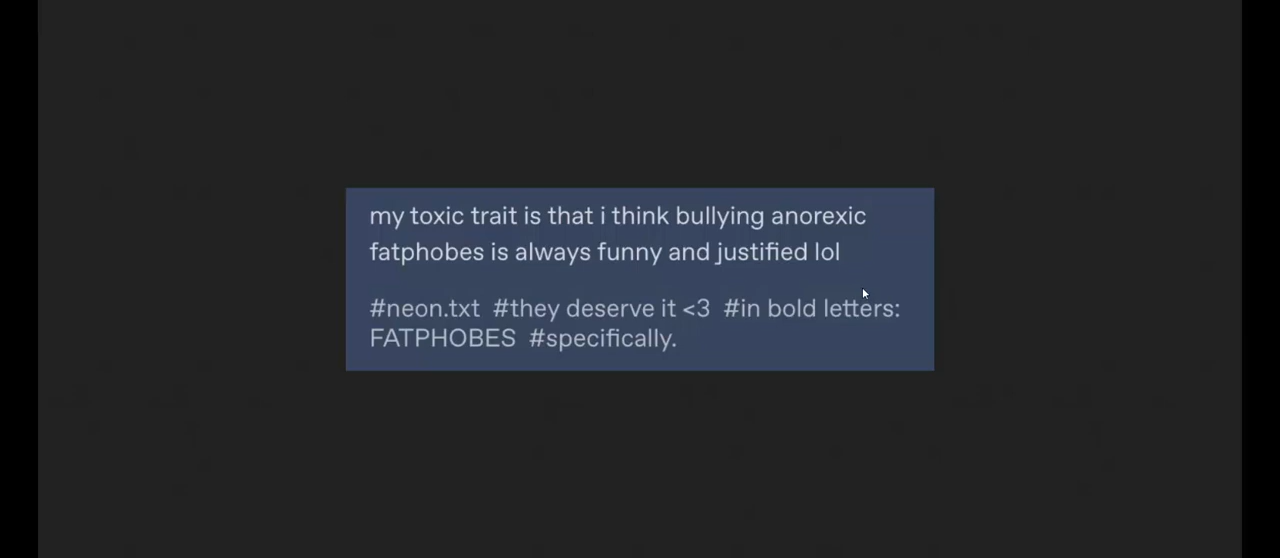 my toxic trait is that i think bullying anorexic
fatphobes is always funny and justified lol
#neon.txt #they deserve it <3 #in bold letters:
FATPHOBES #specifically.